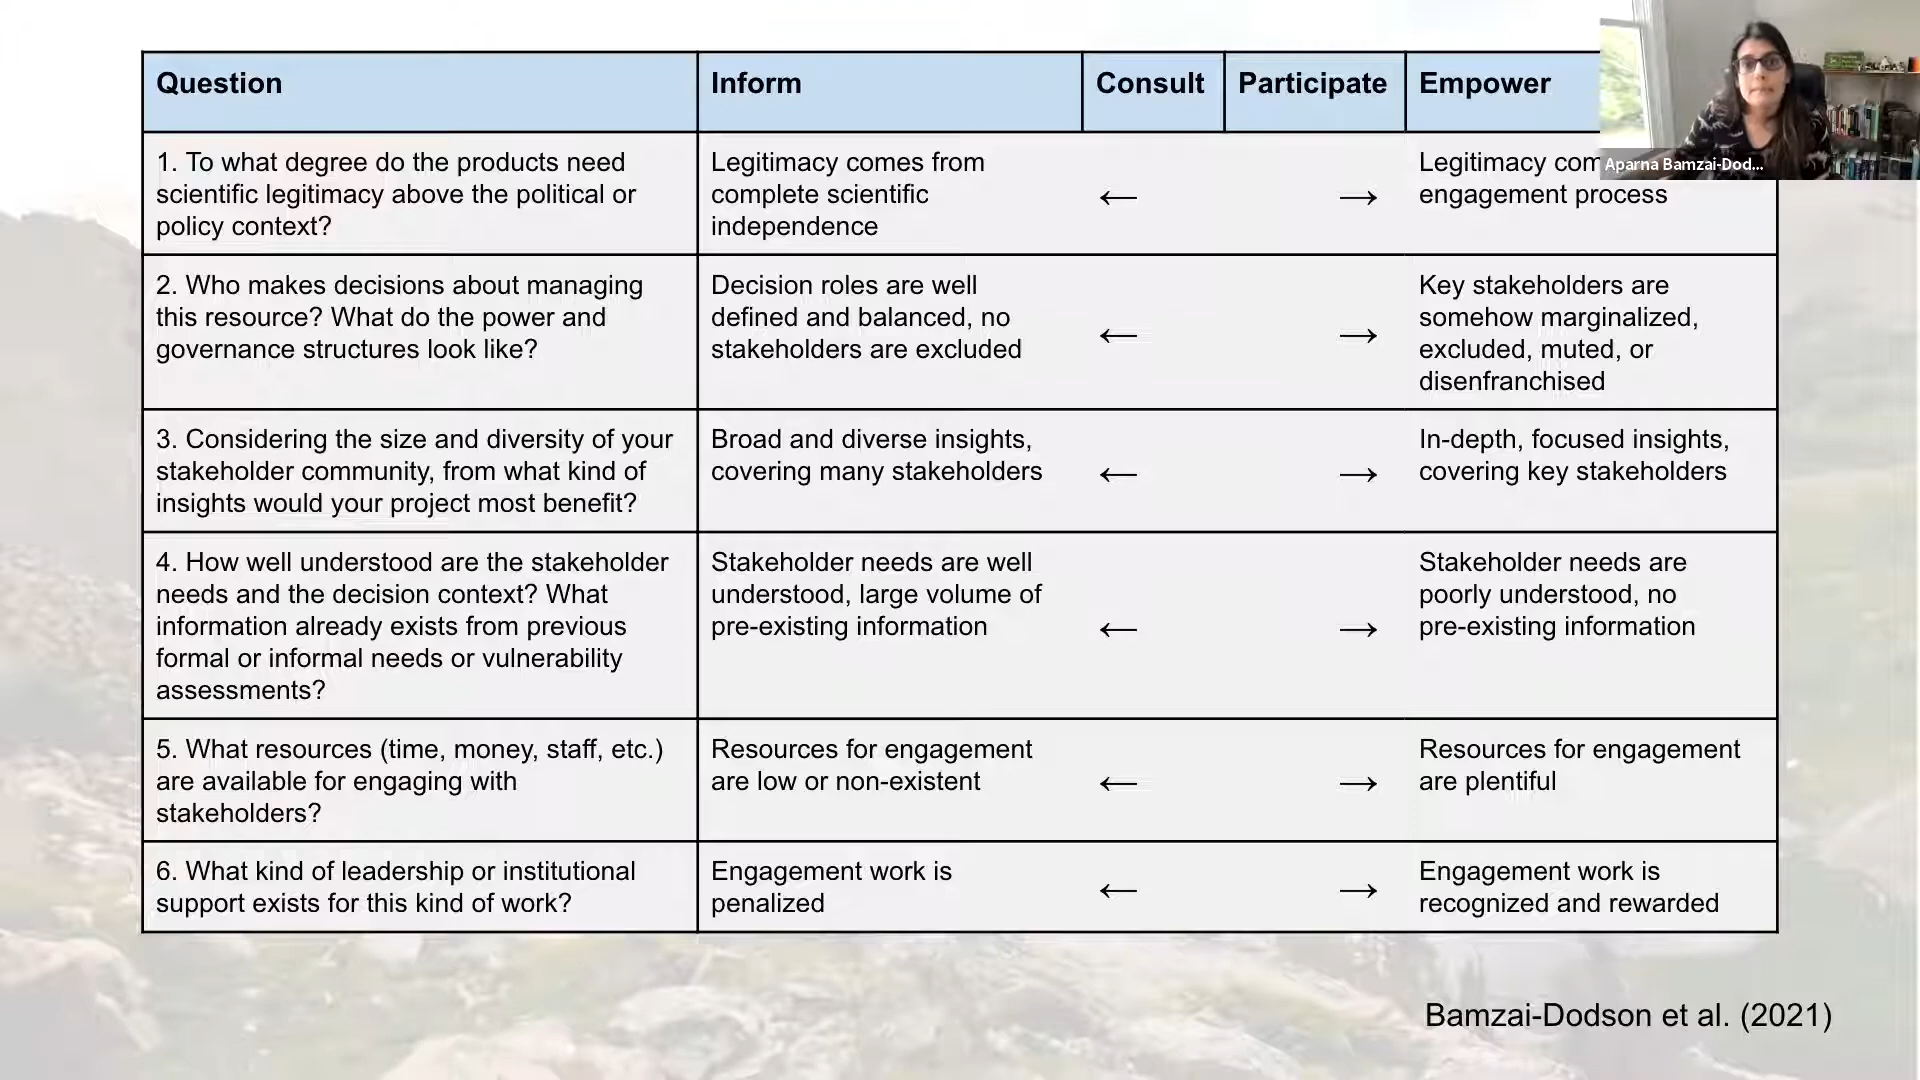 Question Inform Consult Participate Empower
1. To what degree do the products need
scientific legitimacy above the political or
policy context?
Legitimacy comes from
complete scientific
independence
← →
Legitimacy
engagement process
2. Who makes decisions about managing
this resource? What do the power and
governance structures look like?
Decision roles are well
defined and balanced, no
stakeholders are excluded
← →
Key stakeholders are
somehow marginalized,
excluded, muted, or
disenfranchised
3. Considering the size and diversity of your
stakeholder community, from what kind of
insights would your project most benefit?
Broad and diverse insights,
covering many stakeholders
← →
In-depth, focused insights,
covering key stakeholders
4. How well understood are the stakeholder
needs and the decision context? What
information already exists from previous
formal or informal needs or vulnerability
assessments?
Stakeholder needs are well
understood, large volume of
pre-existing information
← →
Stakeholder needs are
poorly understood, no
pre-existing information
5. What resources (time, money, staff, etc.)
are available for engaging with
stakeholders?
Resources for engagement
are low or non-existent
← →
Resources for engagement
are plentiful
6. What kind of leadership or institutional
support exists for this kind of work?
Engagement work is
penalized
← →
Engagement work is
recognized and rewarded
Aparna Bamzai-Dod...
Bamzai-Dodson et al. (2021)